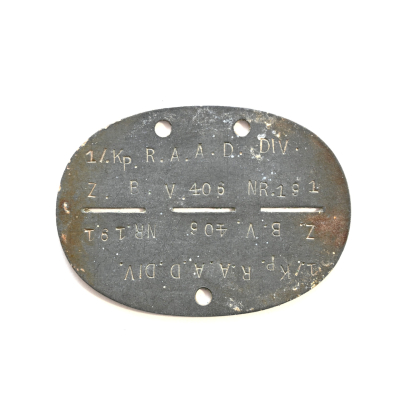 1/.Kp. R.A.A.D. DIV.
Z. B. V 406 NR.191
Z. B.V. 406. NR.191.
1/.Kp. R.A.A.D.DIV.